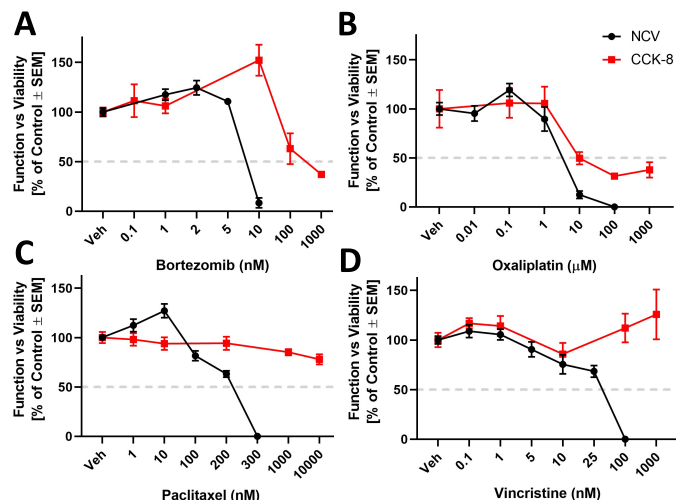 A
Function vs Viability
[% of Control ± SEM]
150
100
50
0
Veh
0.1
1
2
5
10
100
1000
Bortezomib (nM)
B
NCV
CCK-8
Function vs Viability
[% of Control ± SEM]
150
100
50
0
Veh
0.01
0.1
1
10
100
1000
Oxaliplatin (μM)
C
Function vs Viability
[% of Control ± SEM]
150
100
50
0
Veh
1
10
100
200
300
1000
10000
Paclitaxel (nM)
D
Function vs Viability
[% of Control ± SEM]
150
100
50
0
Veh
0.1
1
5
10
25
100
1000
Vincristine (nM)